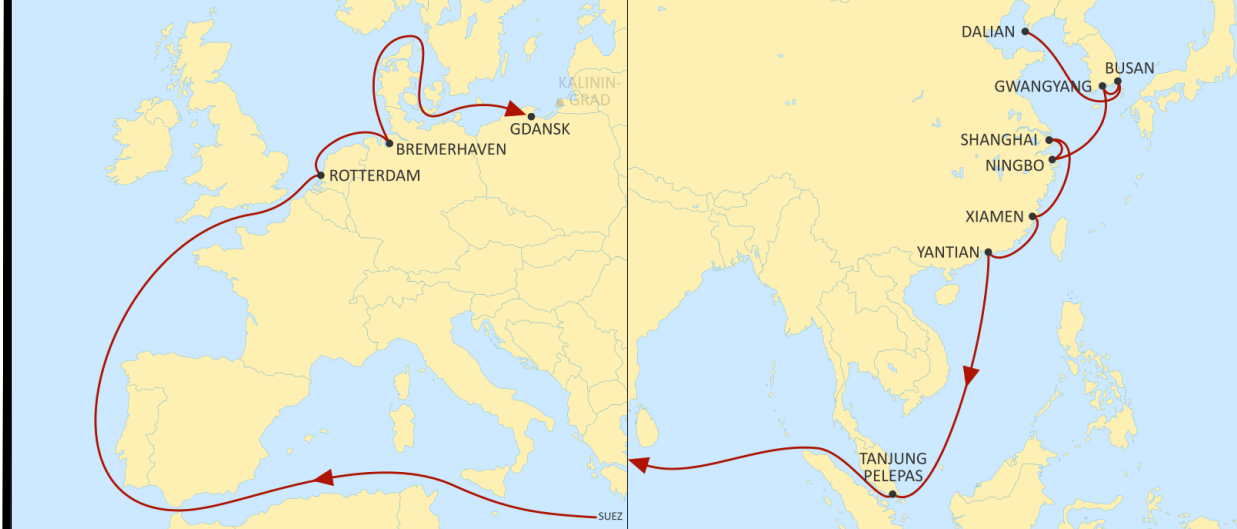 KALININ-
GRAD
GDANSK
BREMERHAVEN
ROTTERDAM
SUEZ
DALIAN
BUSAN
GWANGYANG
SHANGHAI
NINGBO
XIAMEN
YANTIAN
TANJUNG
PELEPAS